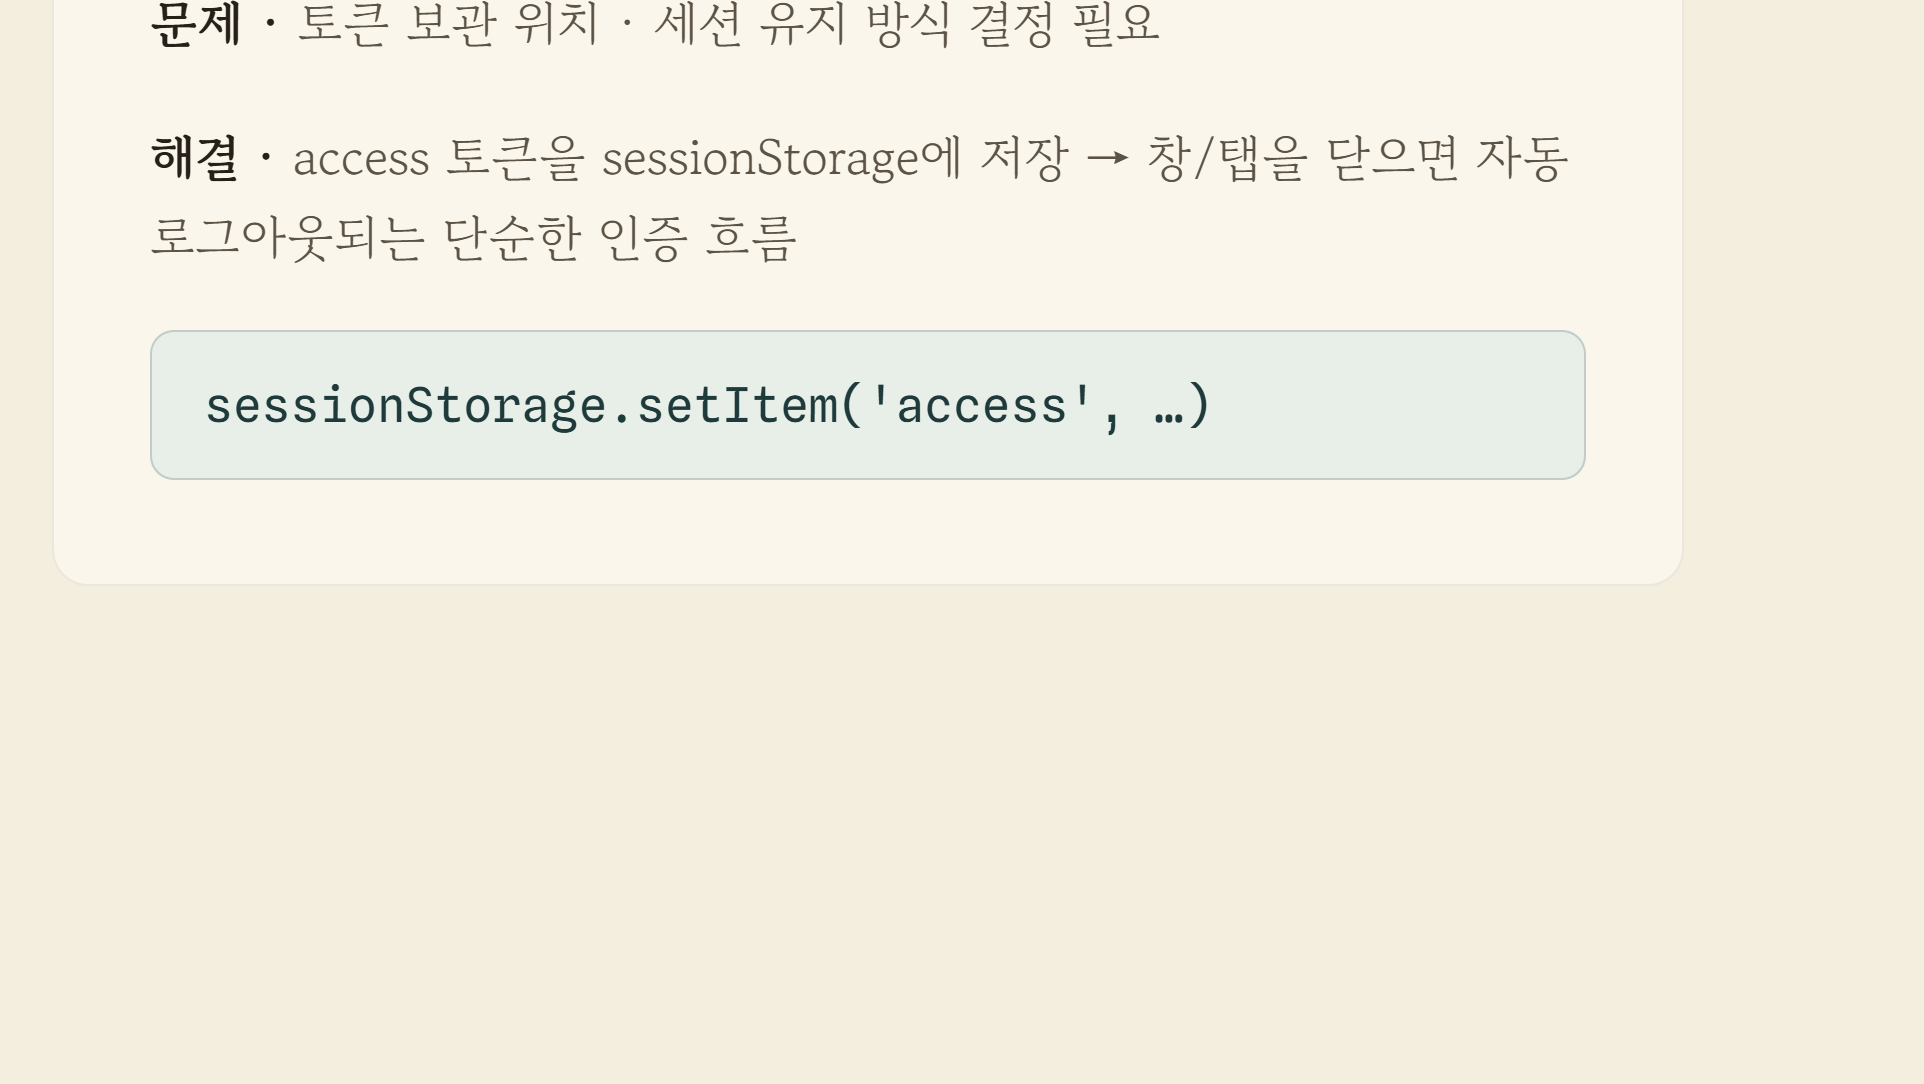 문제 · 토큰 보관 위치 · 세션 유지 방식 결정 필요
해결 · access 토큰을 sessionStorage에 저장 → 창/탭을 닫으면 자동
로그아웃되는 단순한 인증 흐름
sessionStorage.setItem('access', …)